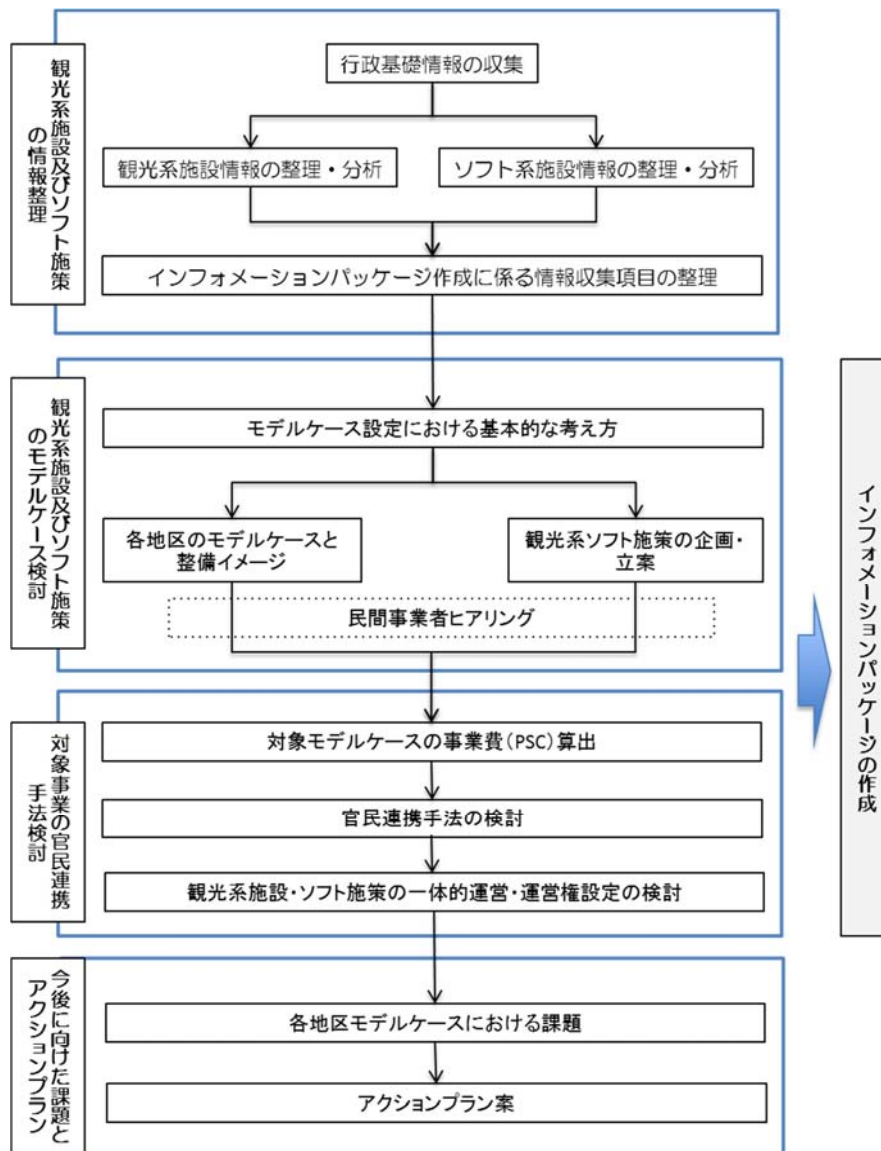 観光系施設及びソフト施策
の情報整理
行政基礎情報の収集
観光系施設情報の整理・分析
ソフト系施設情報の整理・分析
インフォメーションパッケージ作成に係る情報収集項目の整理
観光系施設及びソフト施策
のモデルケース検討
モデルケース設定における基本的な考え方
各地区のモデルケースと
整備イメージ
観光系ソフト施策の企画・
立案
民間事業者ヒアリング
対象事業の官民連携
手法検討
対象モデルケースの事業費(PSC)算出
官民連携手法の検討
観光系施設・ソフト施策の一体的運営・運営権設定の検討
今後に向けた課題と
アクションプラン
各地区モデルケースにおける課題
アクションプラン案
インフォメーションパッケージの作成